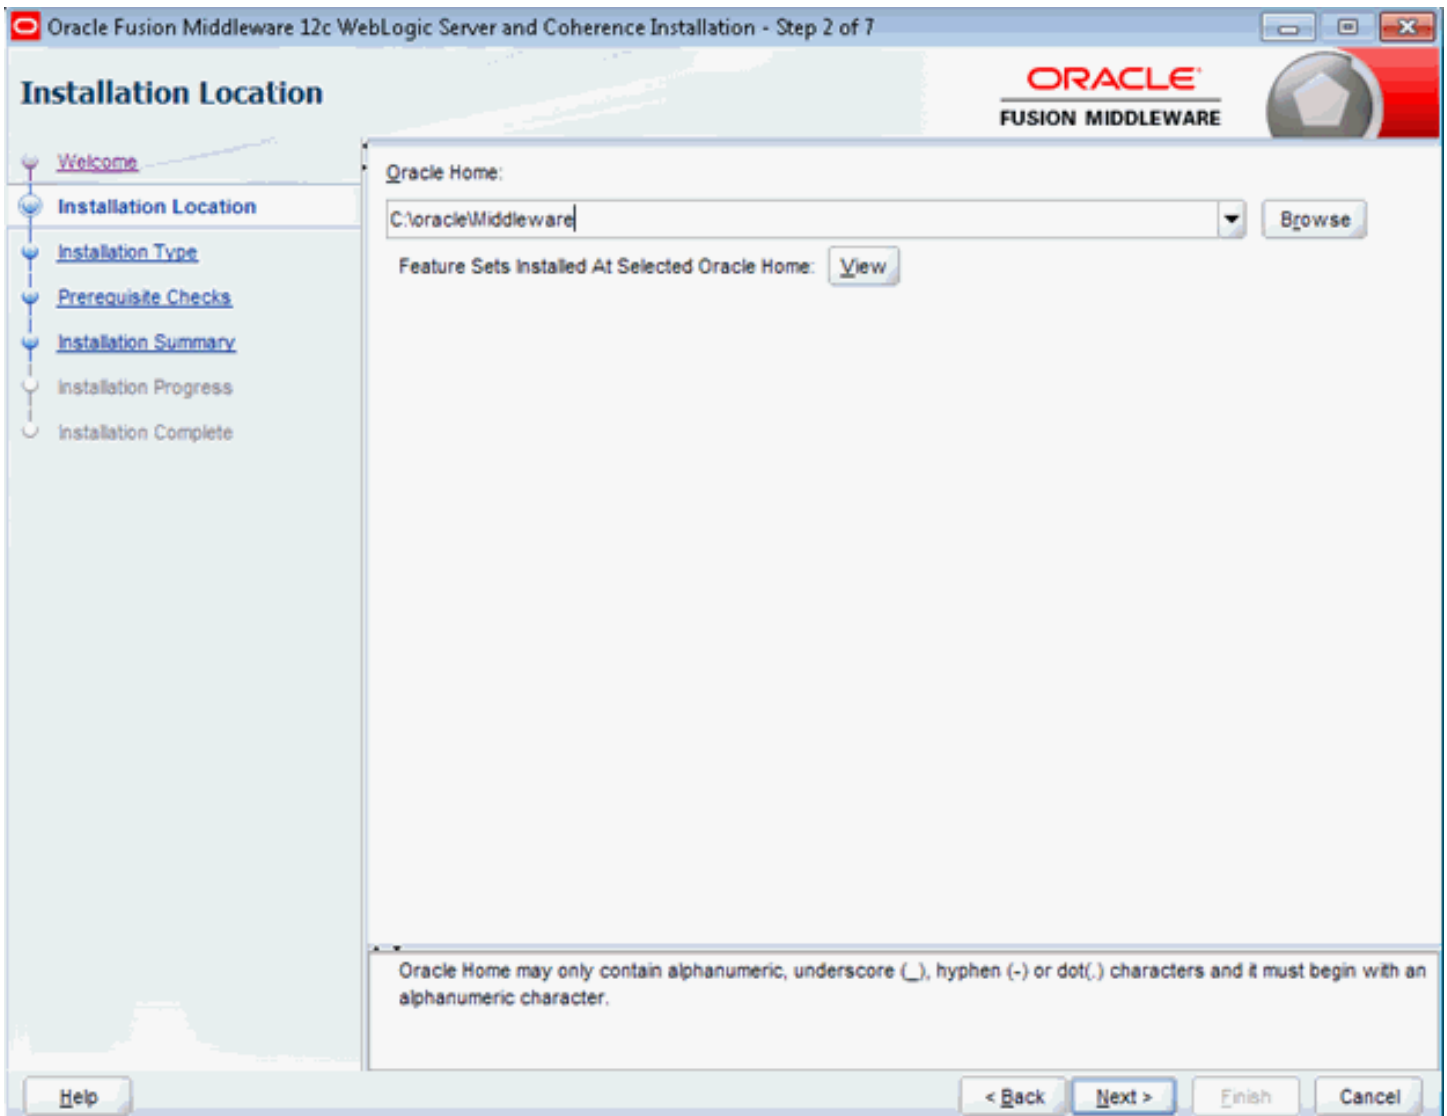 Oracle Fusion Middleware 12c WebLogic Server and Coherence Installation - Step 2 of 7
Installation Location
ORACLE
FUSION MIDDLEWARE
Welcome
Installation Location
Installation Type
Prerequisite Checks
Installation Summary
Installation Progress
Installation Complete
Oracle Home:
C:\oracle\Middleware
Browse
Feature Sets Installed At Selected Oracle Home: View
Oracle Home may only contain alphanumeric, underscore (_), hyphen (-) or dot(.) characters and it must begin with an
alphanumeric character.
Help
< Back
Next >
Finish
Cancel